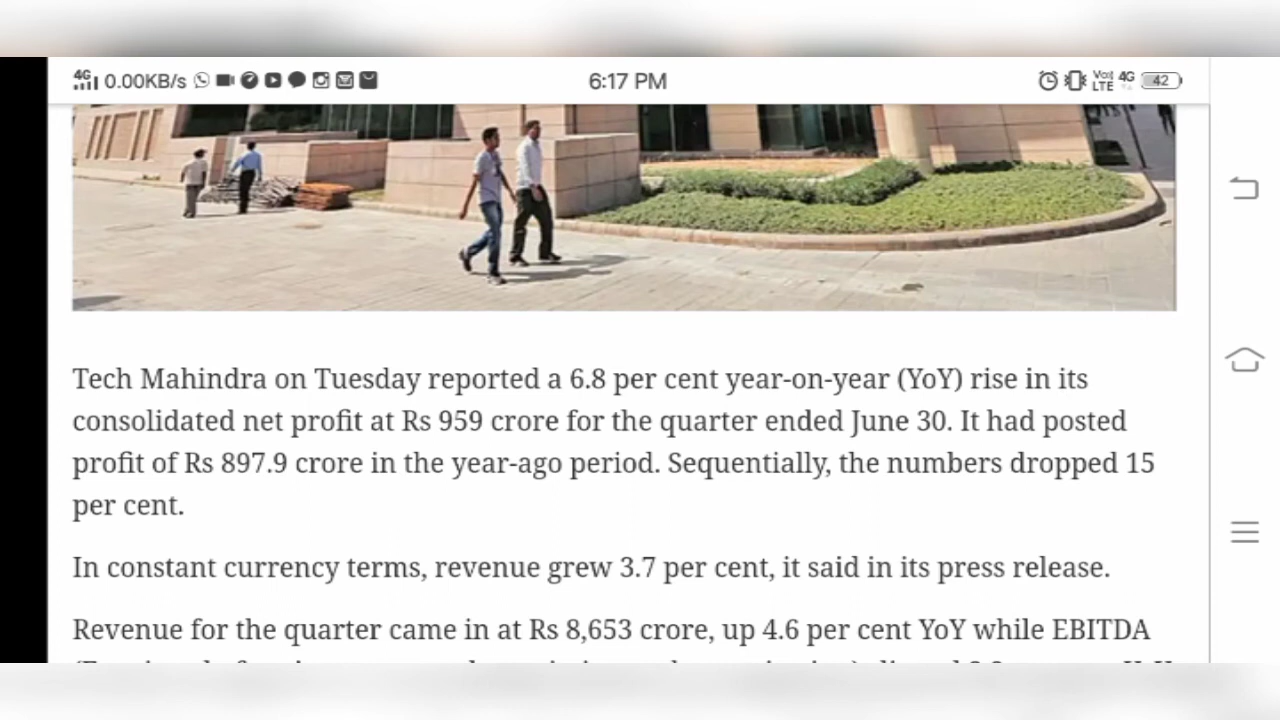 4G 0.00KB/s 6:17 PM VoD LTE 4G 42
Tech Mahindra on Tuesday reported a 6.8 per cent year-on-year (YoY) rise in its
consolidated net profit at Rs 959 crore for the quarter ended June 30. It had posted
profit of Rs 897.9 crore in the year-ago period. Sequentially, the numbers dropped 15
per cent.
In constant currency terms, revenue grew 3.7 per cent, it said in its press release.
Revenue for the quarter came in at Rs 8,653 crore, up 4.6 per cent YoY while EBITDA